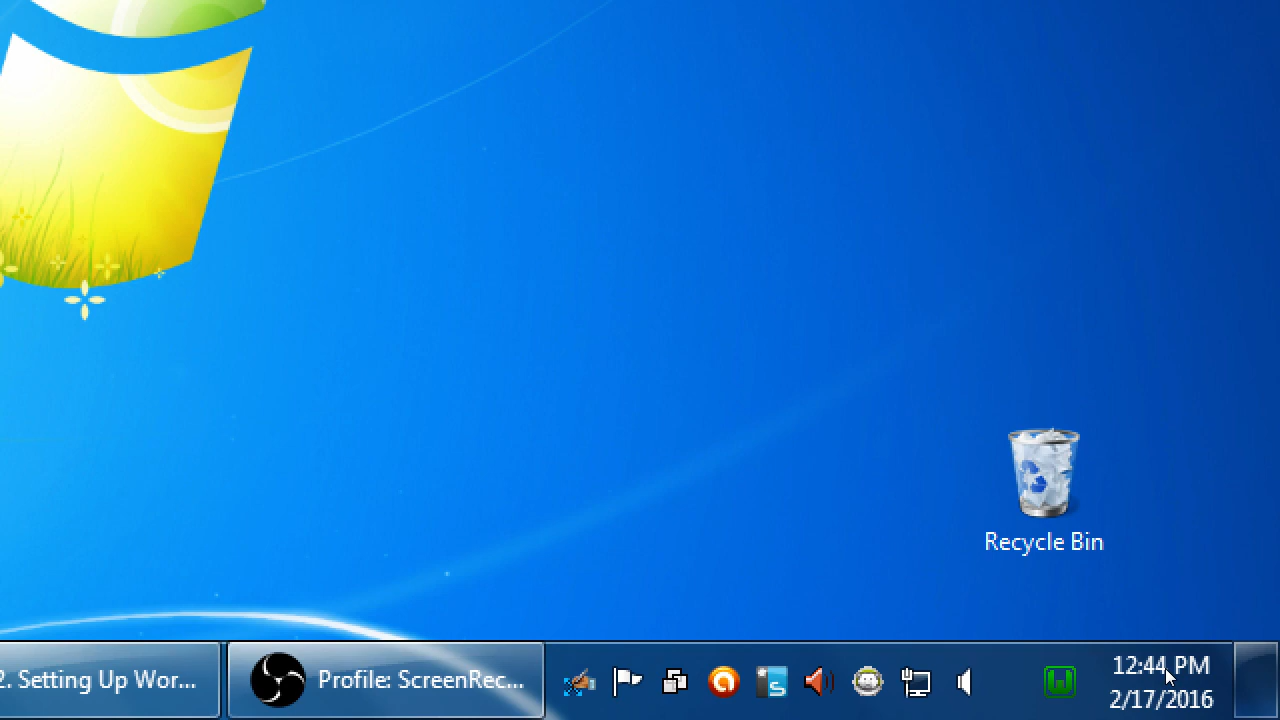 Recycle Bin
2. Setting Up Wor...
Profile: ScreenRec...
S
W
12:44 PM
2/17/2016